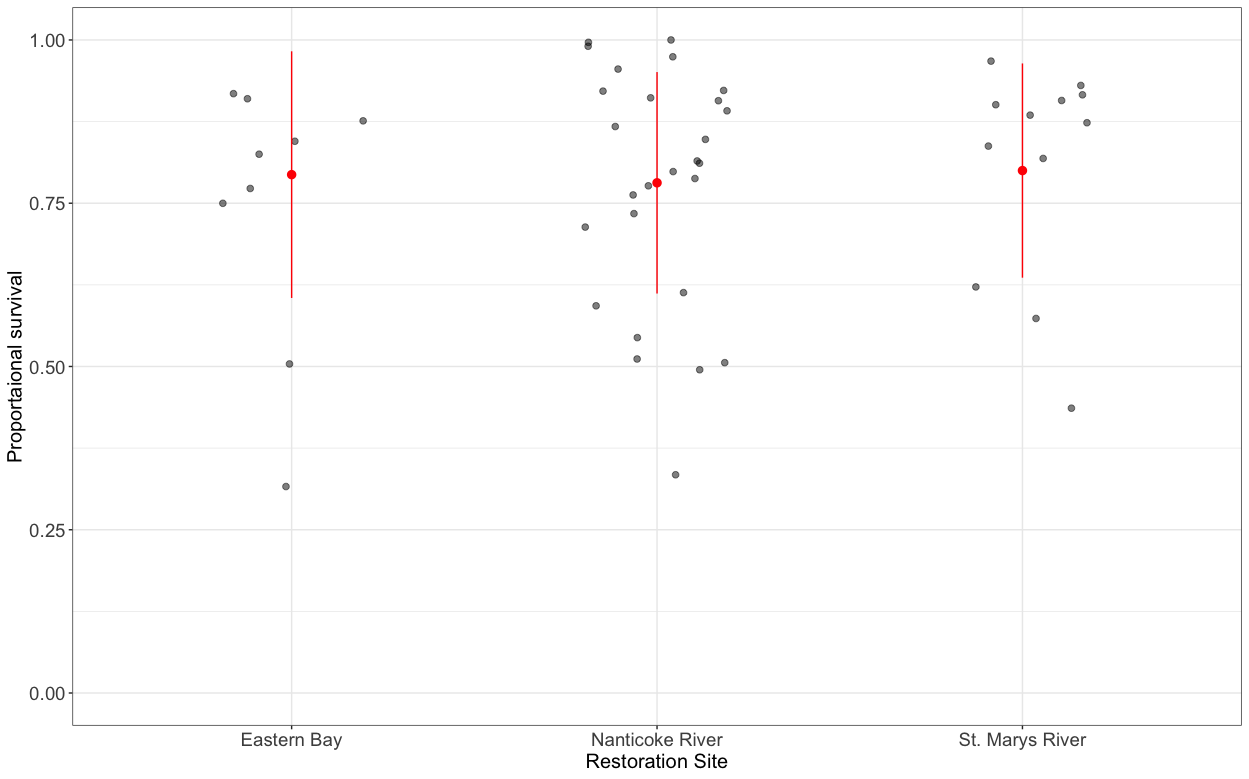 Proportaional survival
1.00
0.75
0.50
0.25
0.00
Eastern Bay
Nanticoke River
St. Marys River
Restoration Site